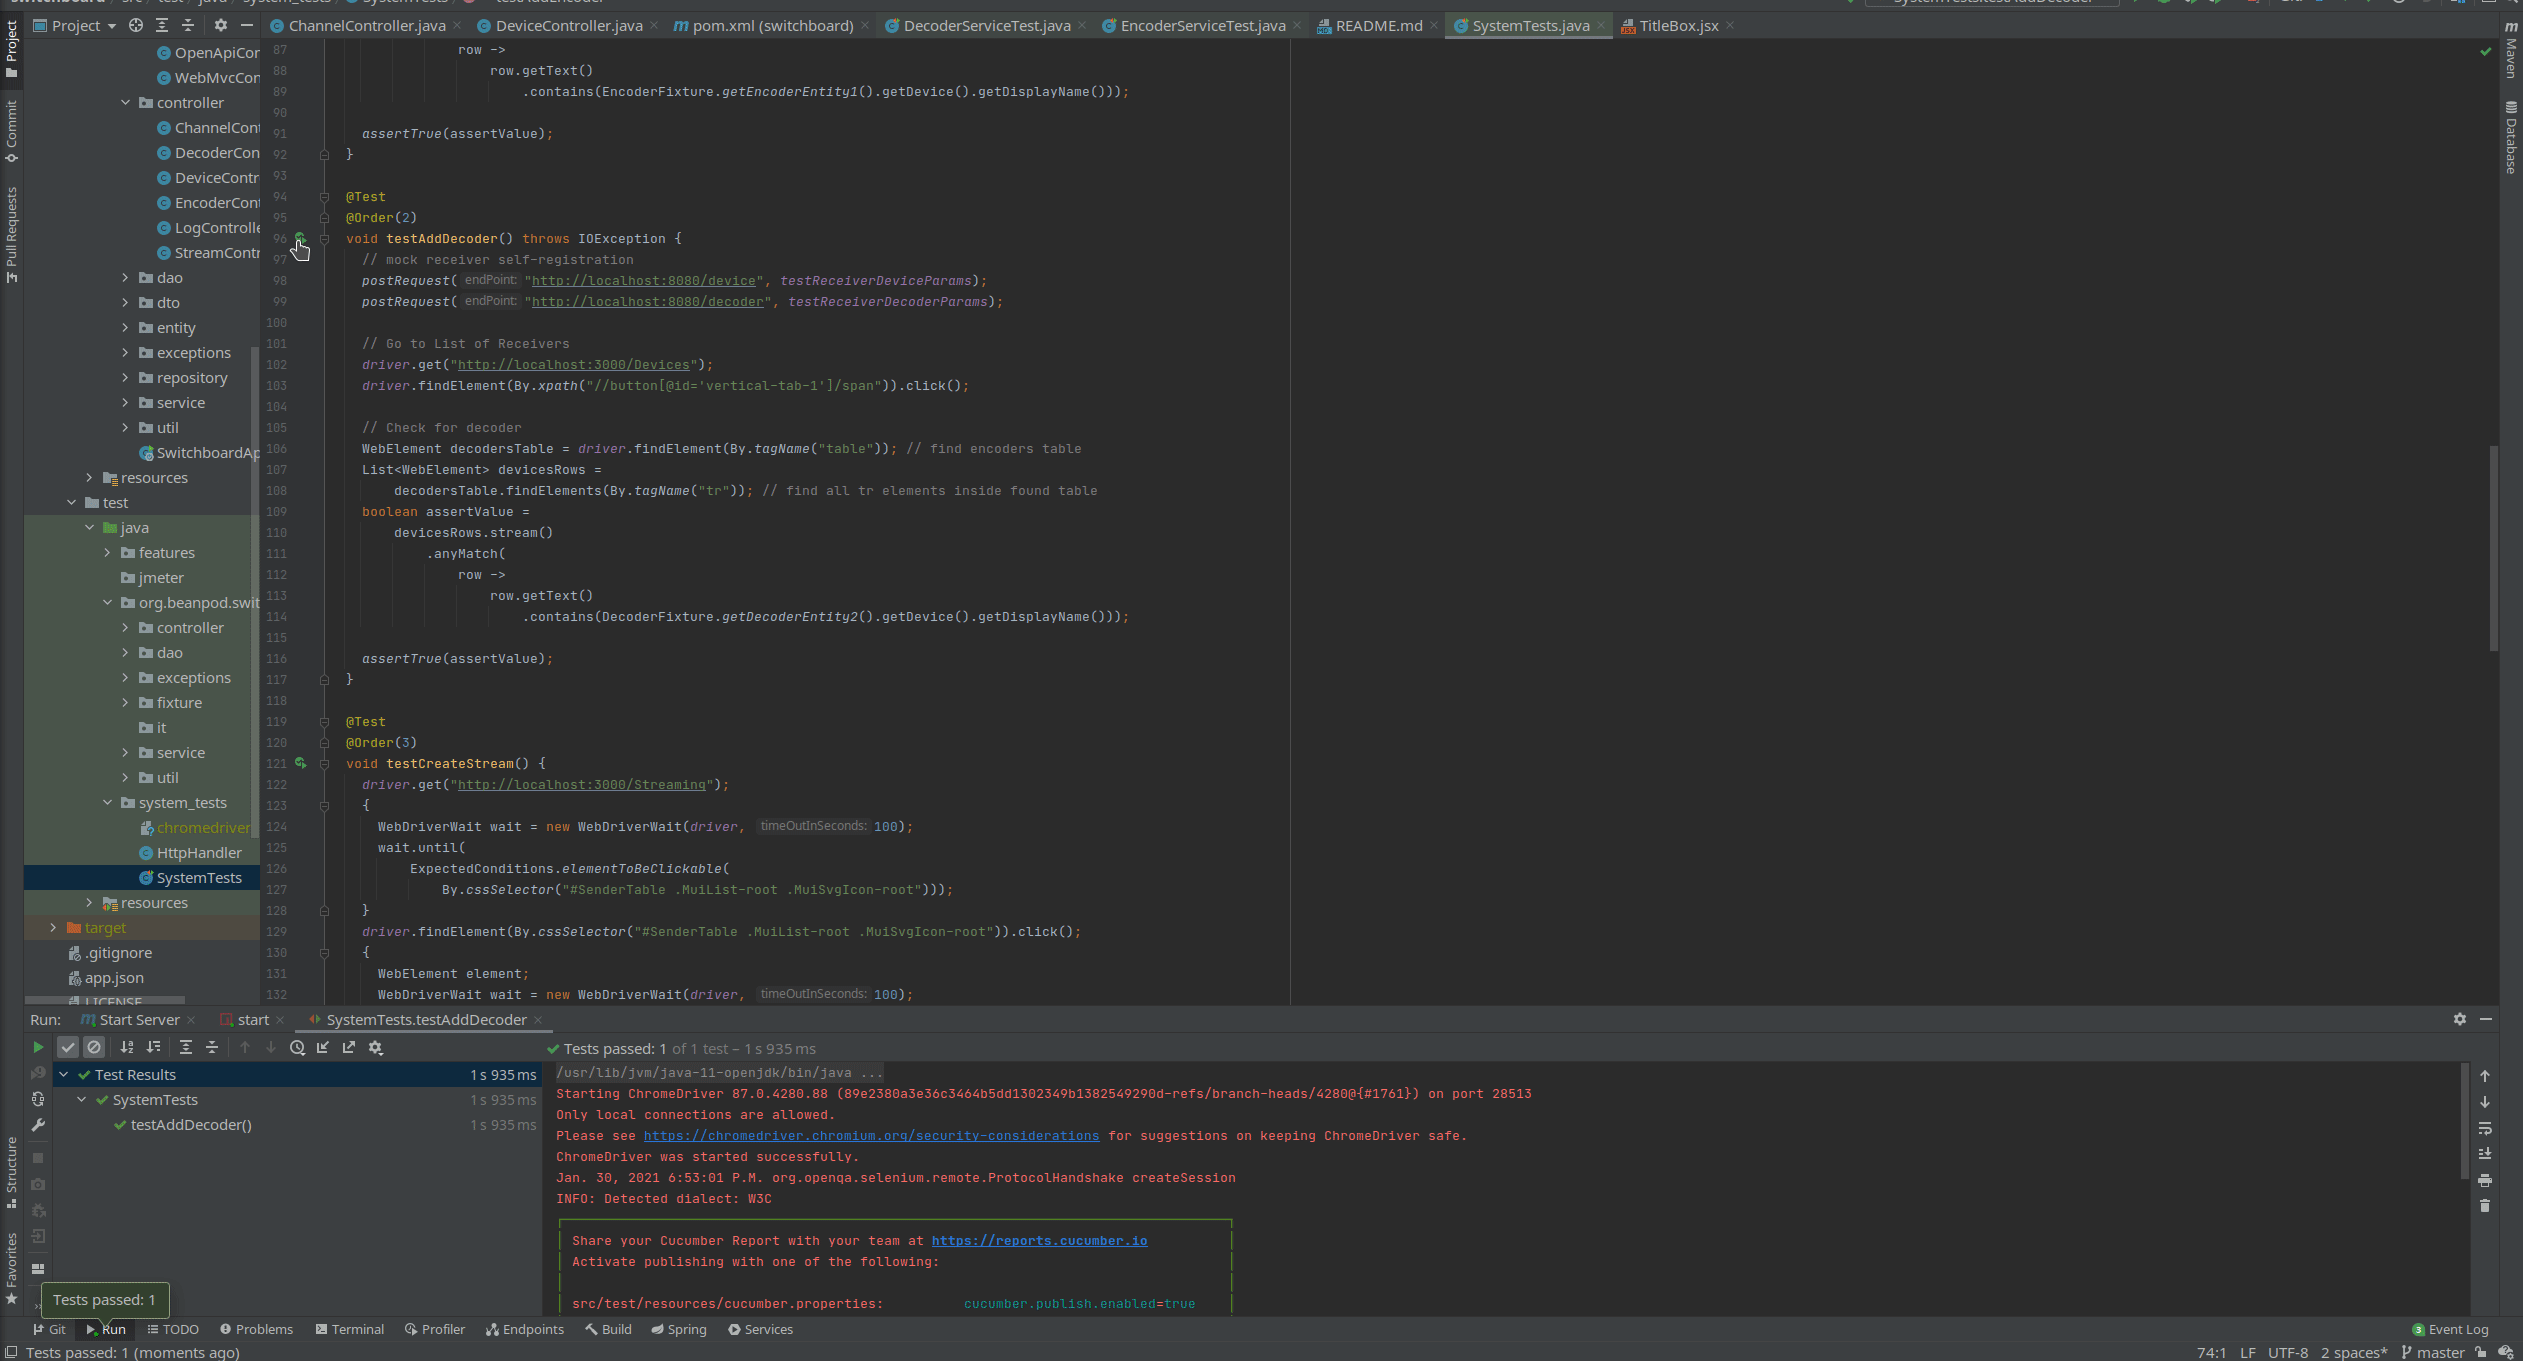 Project
ChannelController.java
DeviceController.java
pom.xml (switchboard)
DecoderServiceTest.java
EncoderServiceTest.java
README.md
SystemTests.java
TitleBox.jsx
Project
Commit
Pull Requests
Structure
Favorites
Maven
Database
OpenApiCon
WebMvcCon
controller
ChannelCont
DecoderCon
DeviceContr
EncoderCont
LogControlle
StreamContr
dao
dto
entity
exceptions
repository
service
util
SwitchboardAp
resources
test
java
features
jmeter
org.beanpod.swit
controller
dao
exceptions
fixture
it
service
util
system_tests
chromedriver
HttpHandler
SystemTests
resources
target
.gitignore
app.json
LICENSE
87 row ->
88 row.getText()
89 .contains(EncoderFixture.getEncoderEntity1().getDevice().getDisplayName()));
90
91 assertTrue(assertValue);
92 }
93
94 @Test
95 @Order(2)
96 void testAddDecoder() throws IOException {
97 // mock receiver self-registration
98 postRequest( endPoint: "http://localhost:8080/device", testReceiverDeviceParams);
99 postRequest( endPoint: "http://localhost:8080/decoder", testReceiverDecoderParams);
100
101 // Go to List of Receivers
102 driver.get("http://localhost:3000/Devices");
103 driver.findElement(By.xpath("//button[@id='vertical-tab-1']/span")).click();
104
105 // Check for decoder
106 WebElement decodersTable = driver.findElement(By.tagName("table")); // find encoders table
107 List<WebElement> devicesRows =
108 decodersTable.findElements(By.tagName("tr")); // find all tr elements inside found table
109 boolean assertValue =
110 devicesRows.stream()
111 .anyMatch(
112 row ->
113 row.getText()
114 .contains(DecoderFixture.getDecoderEntity2().getDevice().getDisplayName()));
115
116 assertTrue(assertValue);
117 }
118
119 @Test
120 @Order(3)
121 void testCreateStream() {
122 driver.get("http://localhost:3000/Streaming");
123 {
124 WebDriverWait wait = new WebDriverWait(driver, timeOutInSeconds: 100);
125 wait.until(
126 ExpectedConditions.elementToBeClickable(
127 By.cssSelector("#SenderTable .MuiList-root .MuiSvgIcon-root")));
128 }
129 driver.findElement(By.cssSelector("#SenderTable .MuiList-root .MuiSvgIcon-root")).click();
130 {
131 WebElement element;
132 WebDriverWait wait = new WebDriverWait(driver, timeOutInSeconds: 100);
Run: Start Server start SystemTests.testAddDecoder
Tests passed: 1 of 1 test – 1 s 935 ms
Test Results 1 s 935 ms
SystemTests 1 s 935 ms
testAddDecoder() 1 s 935 ms
/usr/lib/jvm/java-11-openjdk/bin/java ...
Starting ChromeDriver 87.0.4280.88 (89e2380a3e36c3464b5dd1302349b1382549290d-refs/branch-heads/4280@{#1761}) on port 28513
Only local connections are allowed.
Please see https://chromedriver.chromium.org/security-considerations for suggestions on keeping ChromeDriver safe.
ChromeDriver was started successfully.
Jan. 30, 2021 6:53:01 P.M. org.openqa.selenium.remote.ProtocolHandshake createSession
INFO: Detected dialect: W3C
Share your Cucumber Report with your team at https://reports.cucumber.io
Activate publishing with one of the following:
src/test/resources/cucumber.properties: cucumber.publish.enabled=true
Tests passed: 1
Git Run TODO Problems Terminal Profiler Endpoints Build Spring Services
3 Event Log
Tests passed: 1 (moments ago)
74:1 LF UTF-8 2 spaces* master